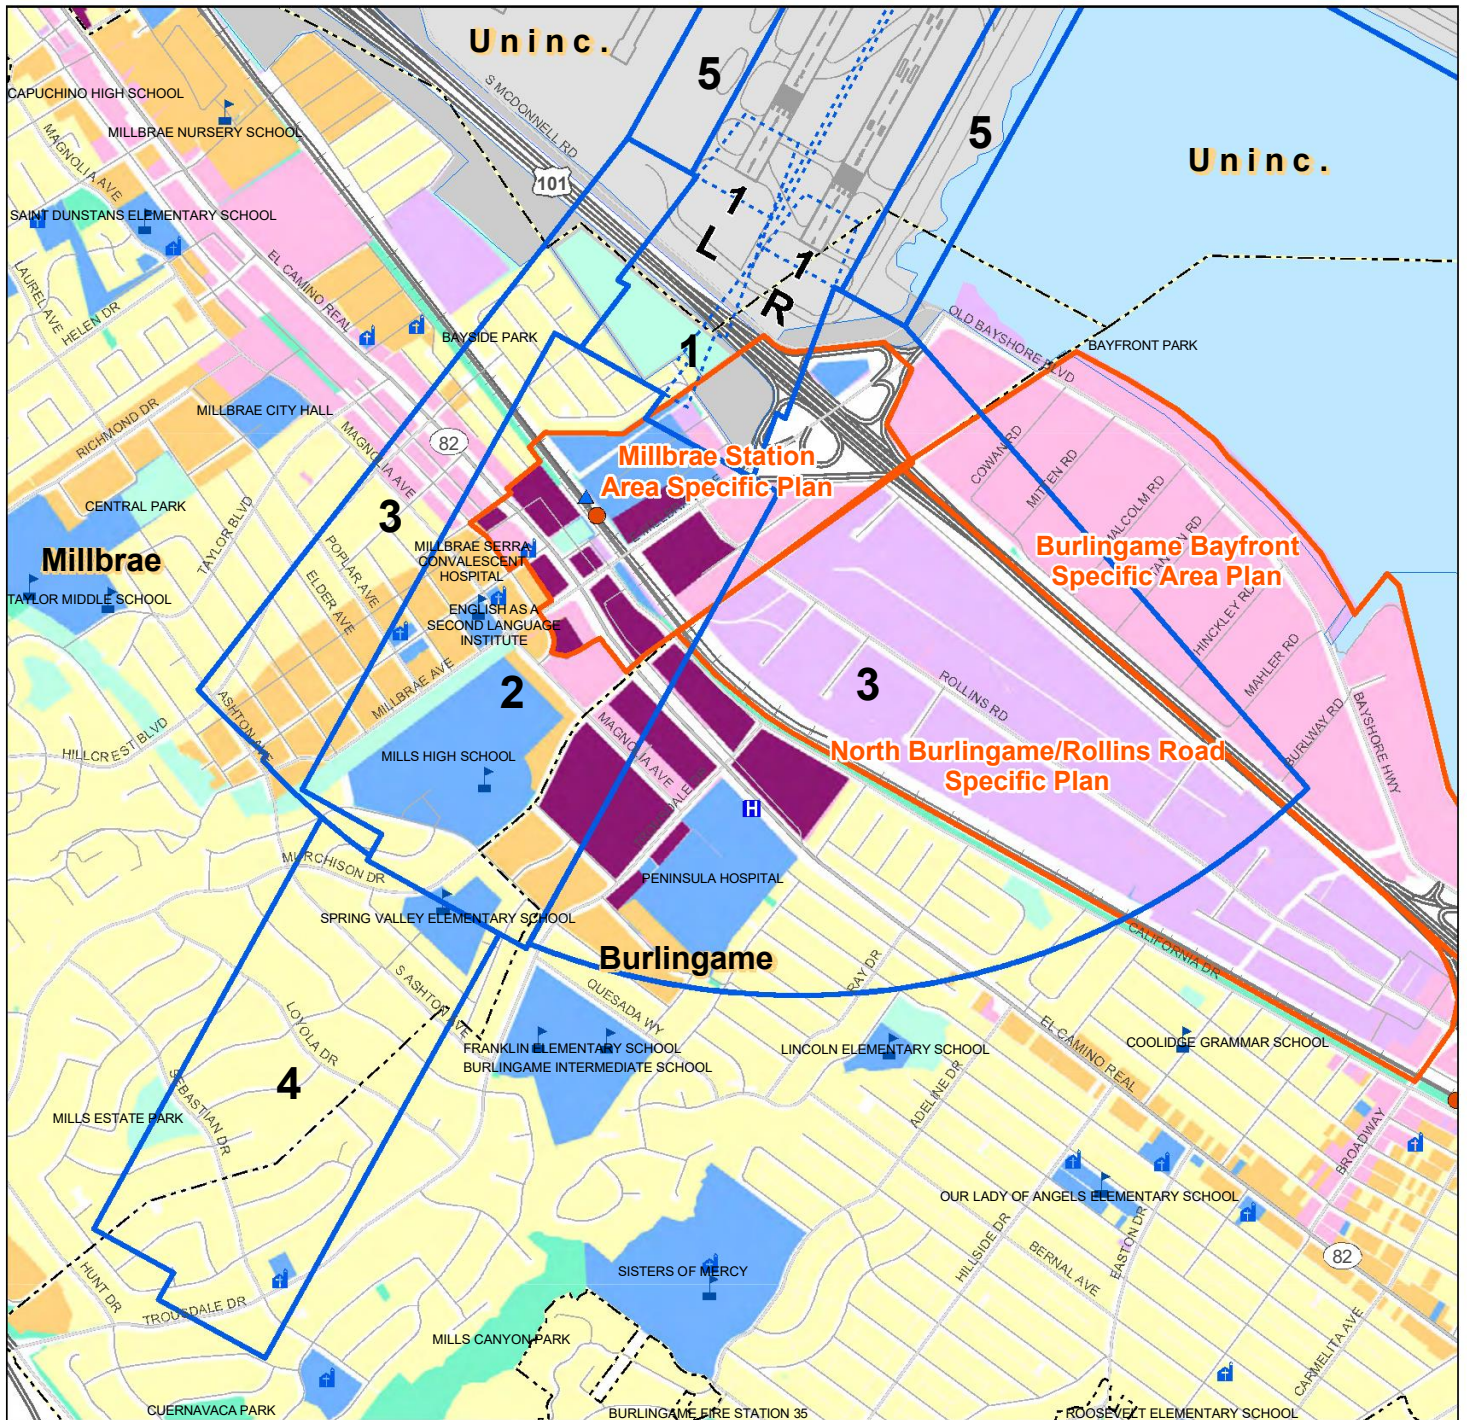 Uninc.
5
S MCDONNELL RD
CAPUCHINO HIGH SCHOOL
MILLBRAE NURSERY SCHOOL
MAGNOLIA AVE
5
Uninc.
101
1
SAINT DUNSTANS ELEMENTARY SCHOOL
L
1
R
EL CAMINO REAL
LAUREL AVE
HELEN DR
BAYSIDE PARK
1
OLD BAYSHORE BLVD
BAYFRONT PARK
MILLBRAE CITY HALL
RICHMOND DR
MAGNOLIA AVE
82
COWAN RD
MITTEN RD
MALCOLM RD
Millbrae Station
Area Specific Plan
CENTRAL PARK
TAYLOR BLVD
3
POPLAR AVE
ELDER AVE
MILLBRAE SERRA
CONVALESCENT
HOSPITAL
Millbrae
TAYLOR MIDDLE SCHOOL
Burlingame Bayfront
Specific Area Plan
HINCKLEY RD
MAHLER RD
ENGLISH AS A
SECOND LANGUAGE
INSTITUTE
MILLBRAE AVE
2
3
ROLLINS RD
BURLWAY RD
BAYSHORE HWY
ASHTON AVE
HILLCREST BLVD
MAGNOLIA AVE
MILLS HIGH SCHOOL
North Burlingame/Rollins Road
Specific Plan
H
MURCHISON DR
PENINSULA HOSPITAL
SPRING VALLEY ELEMENTARY SCHOOL
Burlingame
CALIFORNIA DR
RAY DR
QUESADA WY
S ASHTON AVE
LOYOLA DR
EL CAMINO REAL
FRANKLIN ELEMENTARY SCHOOL
BURLINGAME INTERMEDIATE SCHOOL
LINCOLN ELEMENTARY SCHOOL
COOLIDGE GRAMMAR SCHOOL
4
SEBASTIAN DR
MILLS ESTATE PARK
ADELINE DR
BROADWAY
OUR LADY OF ANGELS ELEMENTARY SCHOOL
HILLSIDE DR
BERNAL AVE
EASTON DR
82
SISTERS OF MERCY
HUNT DR
TROUSDALE DR
MILLS CANYON PARK
CARMELITA AVE
CUERNAVACA PARK
BURLINGAME FIRE STATION 35
ROOSEVELT ELEMENTARY SCHOOL